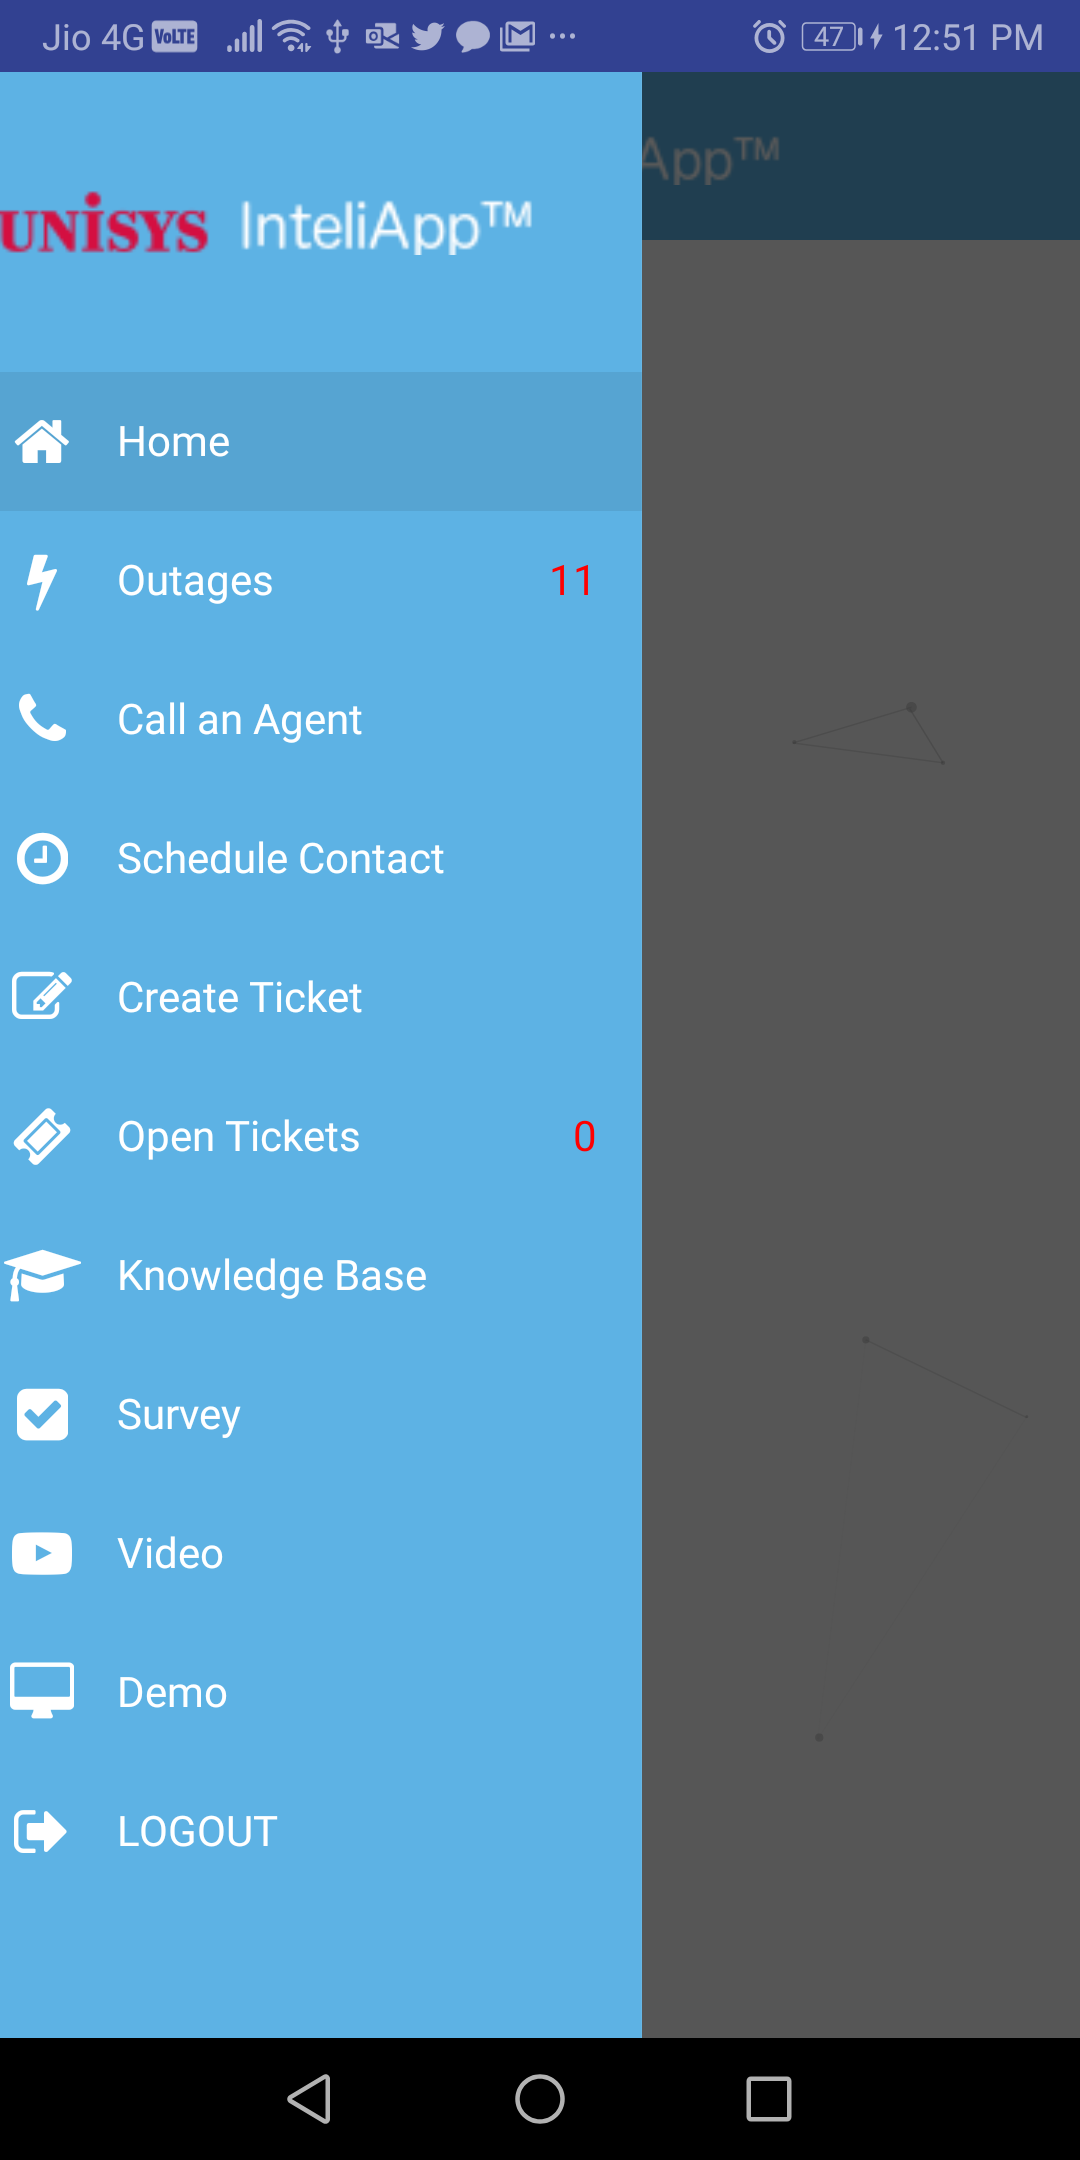 Jio 4G VoLTE 47 12:51 PM
App™
UNISYS InteliApp™
Home
Outages 11
Call an Agent
Schedule Contact
Create Ticket
Open Tickets 0
Knowledge Base
Survey
Video
Demo
LOGOUT